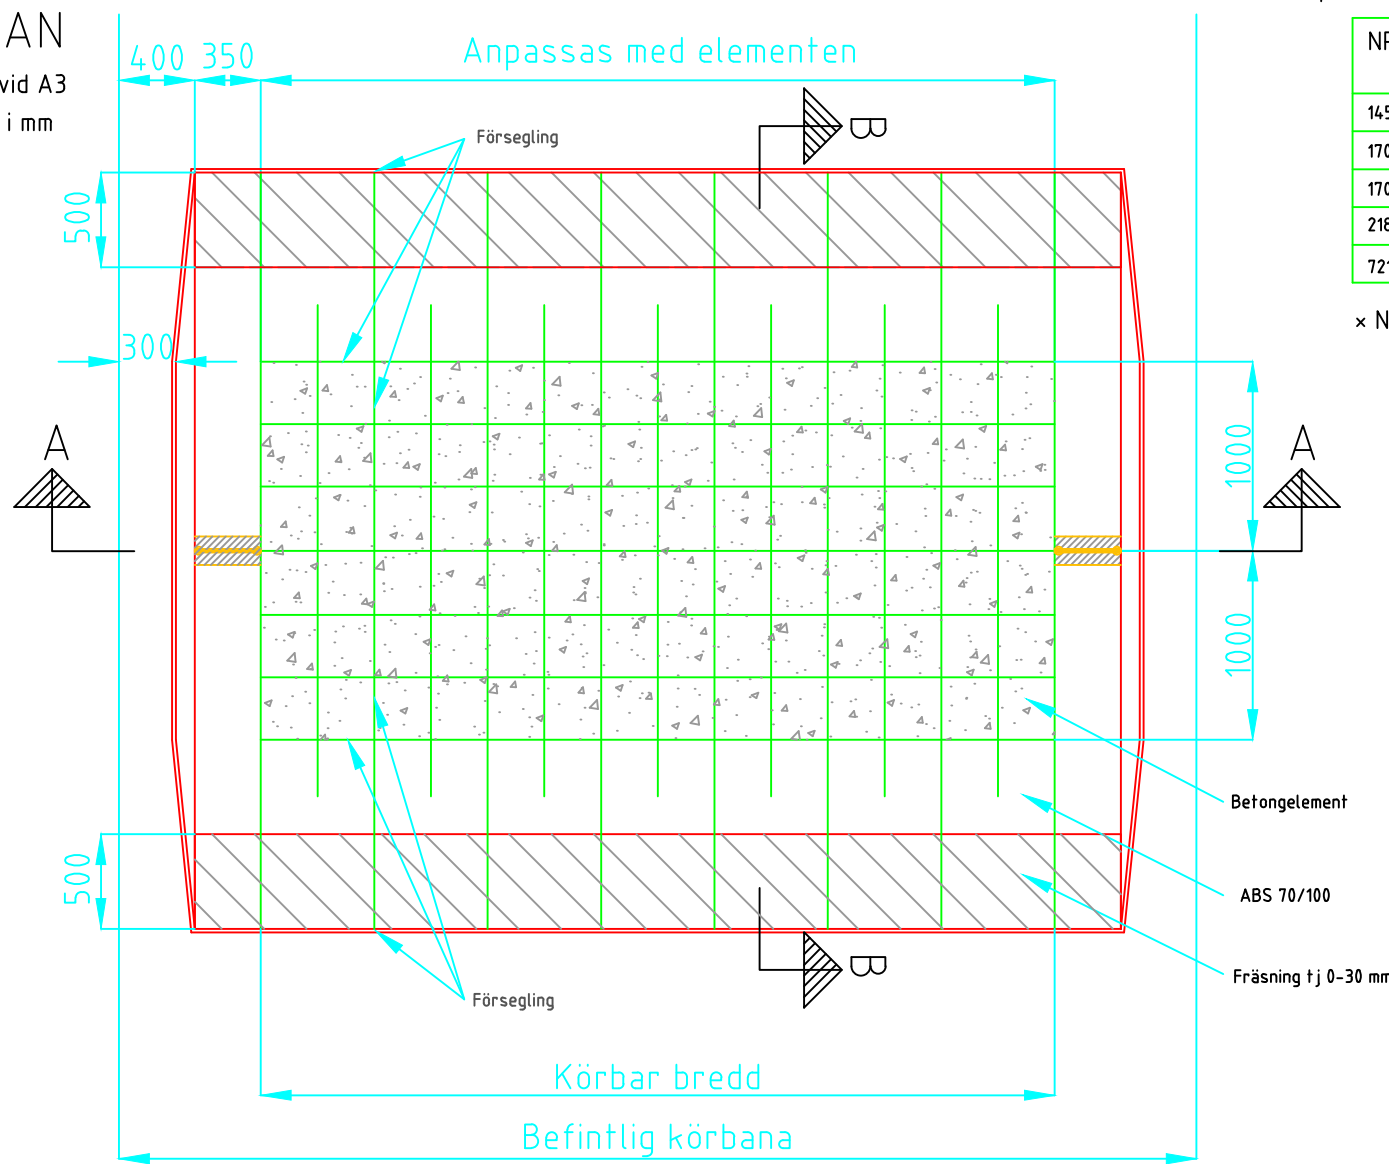 AN
vid A3
i mm
400
350
Anpassas med elementen
Försegling
B
500
300
A
A
1000
1000
500
B
Betongelement
ABS 70/100
Fräsning tj 0-30 mm
Försegling
Körbar bredd
Befintlig körbana
145
170
170
218
721
× N